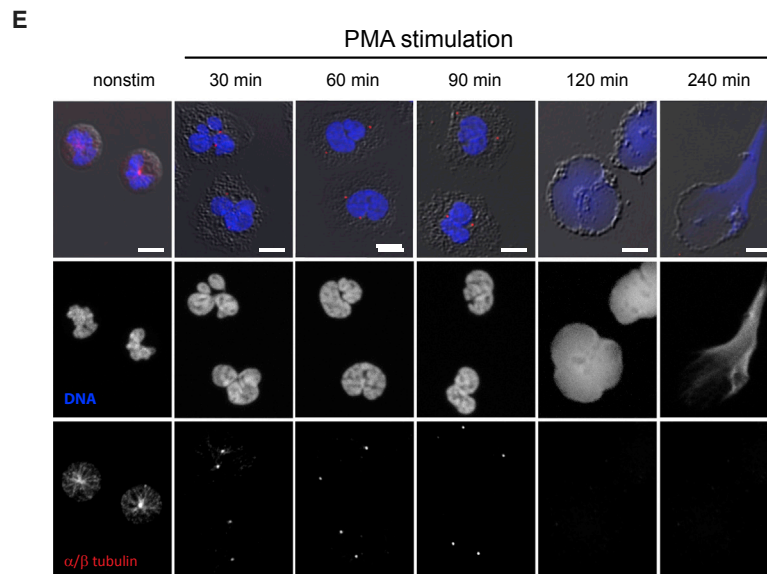 E
PMA stimulation
nonstim 30 min 60 min 90 min 120 min 240 min
DNA
α/β tubulin